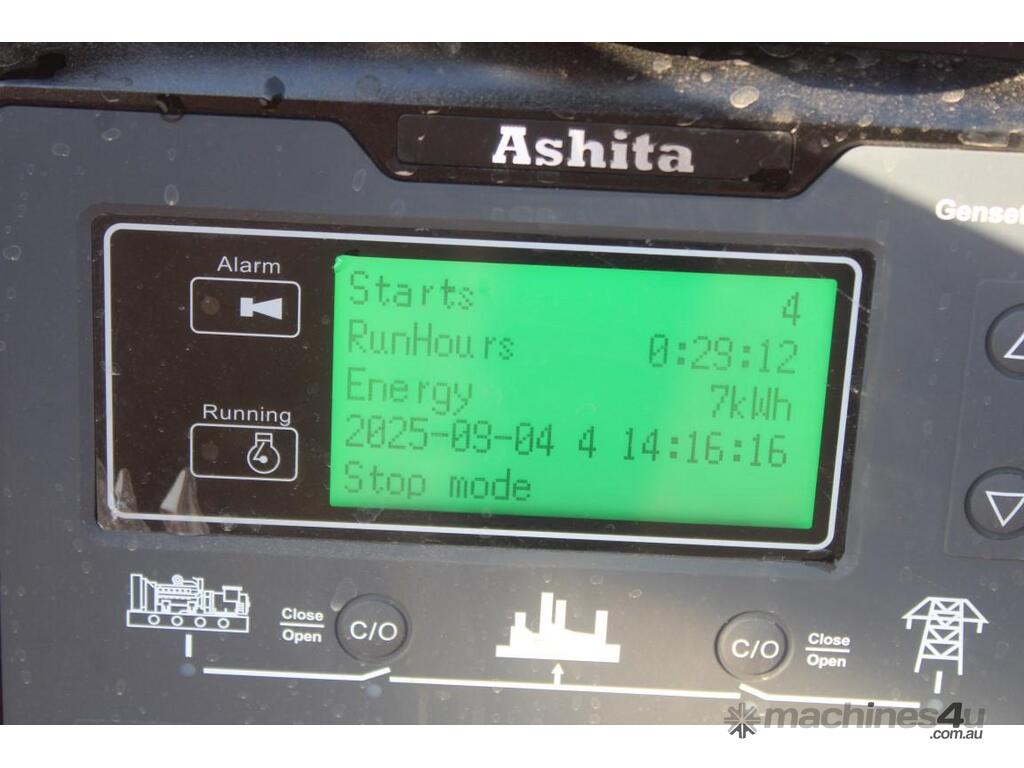 Ashita
Genset
Alarm
Starts 4
RunHours 0:29:12
Energy 7kWh
2025-09-04 4 14:16:16
Stop mode
Running
Close
Open
C/O
C/O
Close
Open
machines4u
.com.au